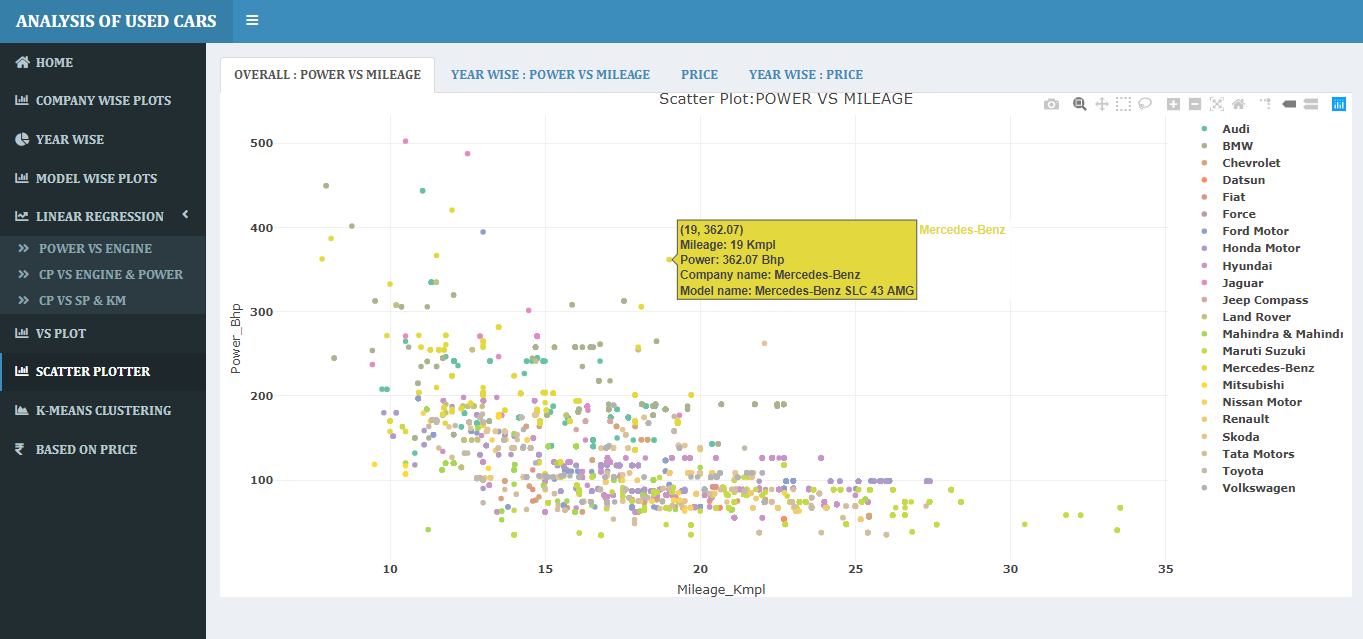 ANALYSIS OF USED CARS
HOME
COMPANY WISE PLOTS
YEAR WISE
MODEL WISE PLOTS
LINEAR REGRESSION
POWER VS ENGINE
CP VS ENGINE & POWER
CP VS SP & KM
VS PLOT
SCATTER PLOTTER
K-MEANS CLUSTERING
BASED ON PRICE
OVERALL : POWER VS MILEAGE
YEAR WISE : POWER VS MILEAGE
PRICE
YEAR WISE : PRICE
Scatter Plot:POWER VS MILEAGE
Power_Bhp
500
400
300
200
100
(19, 362.07)
Mileage: 19 Kmpl
Power: 362.07 Bhp
Company name: Mercedes-Benz
Model name: Mercedes-Benz SLC 43 AMG
Mercedes-Benz
10
15
20
25
30
35
Mileage_Kmpl
Audi
BMW
Chevrolet
Datsun
Fiat
Force
Ford Motor
Honda Motor
Hyundai
Jaguar
Jeep Compass
Land Rover
Mahindra & Mahindr
Maruti Suzuki
Mercedes-Benz
Mitsubishi
Nissan Motor
Renault
Skoda
Tata Motors
Toyota
Volkswagen